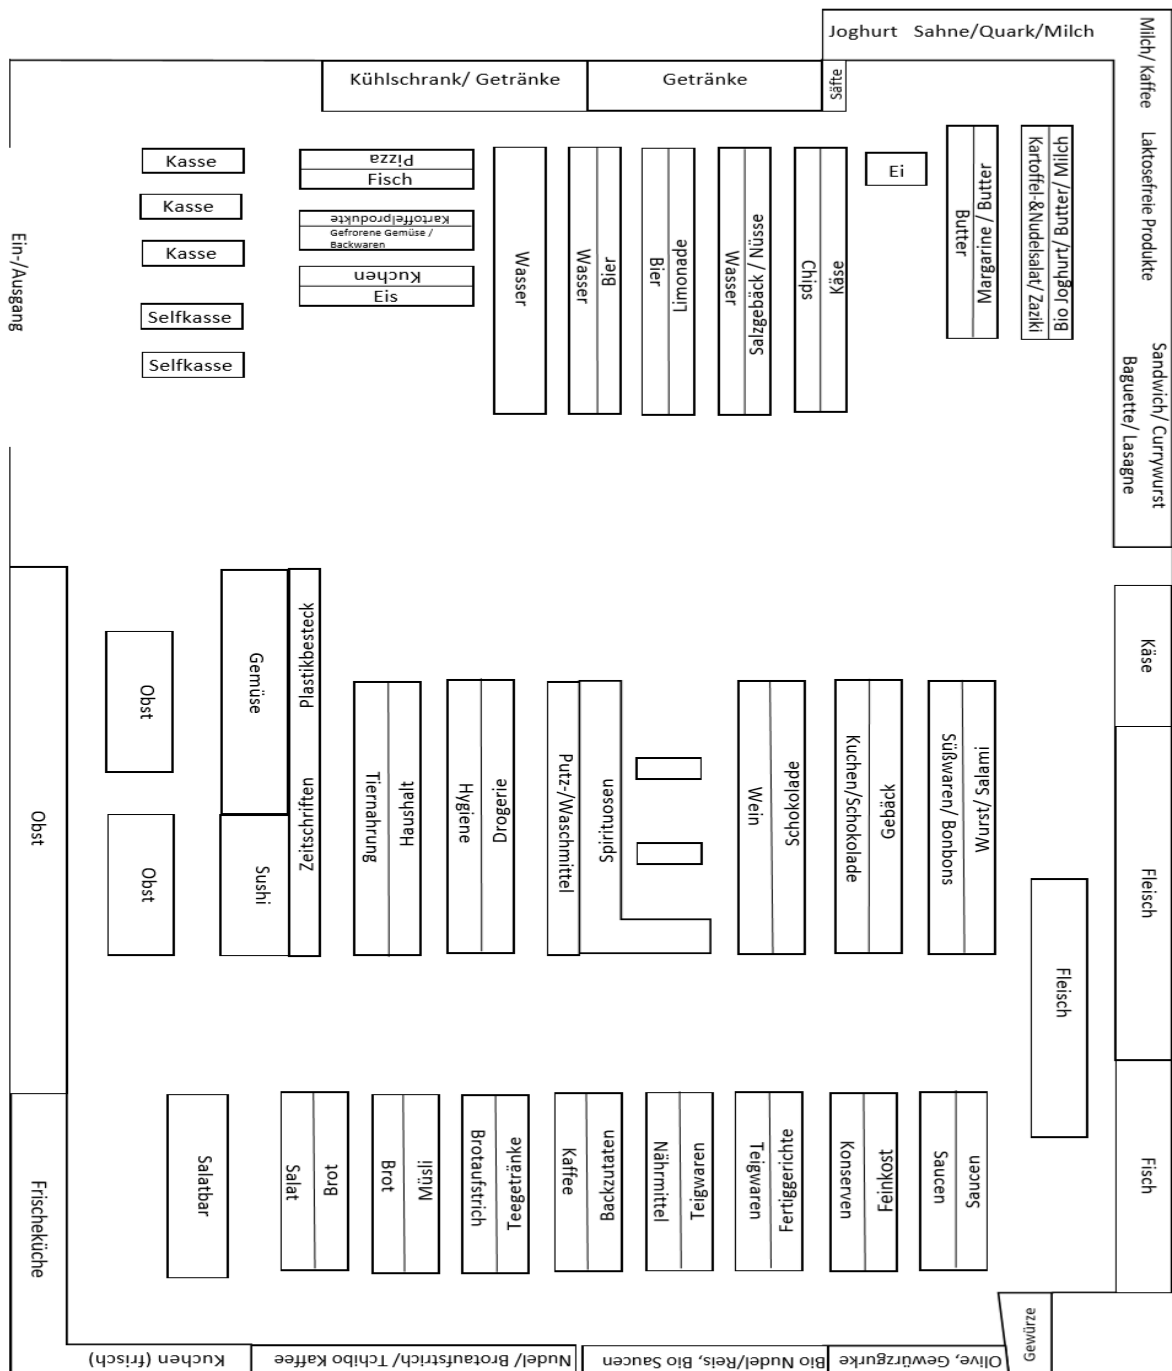 Joghurt Sahne/Quark/Milch
Milch/ Kaffee
Laktosefreie Produkte
Sandwich/ Currywurst
Baguette/ Lasagne
Kühlschrank/ Getränke
Getränke
Säfte
Kasse
Kasse
Kasse
Selfkasse
Selfkasse
Ein-/Ausgang
Pizza
Fisch
Kartoffelprodukte
Gefrorene Gemüse /
Backwaren
Kuchen
Eis
Wasser
Wasser
Bier
Bier
Limonade
Wasser
Salzgebäck / Nüsse
Chips
Käse
Ei
Butter
Margarine / Butter
Kartoffel-&Nudelsalat/ Zaziki
Bio Joghurt/ Butter/ Milch
Obst
Obst
Obst
Gemüse
Sushi
Plastikbesteck
Zeitschriften
Tiernahrung
Haushalt
Hygiene
Drogerie
Putz-/Waschmittel
Spirituosen
Wein
Schokolade
Kuchen/Schokolade
Gebäck
Süßwaren/ Bonbons
Wurst/ Salami
Käse
Fleisch
Fleisch
Fisch
Frischeküche
Salatbar
Salat
Brot
Brot
Müsli
Brotaufstrich
Teegetränke
Kaffee
Backzutaten
Nährmittel
Teigwaren
Teigwaren
Fertiggerichte
Konserven
Feinkost
Saucen
Saucen
Gewürze
Kuchen (frisch)
Nudel/ Brotaufstrich/ Tchibo Kaffee
Bio Nudel/Reis, Bio Saucen
Olive, Gewürzgurke